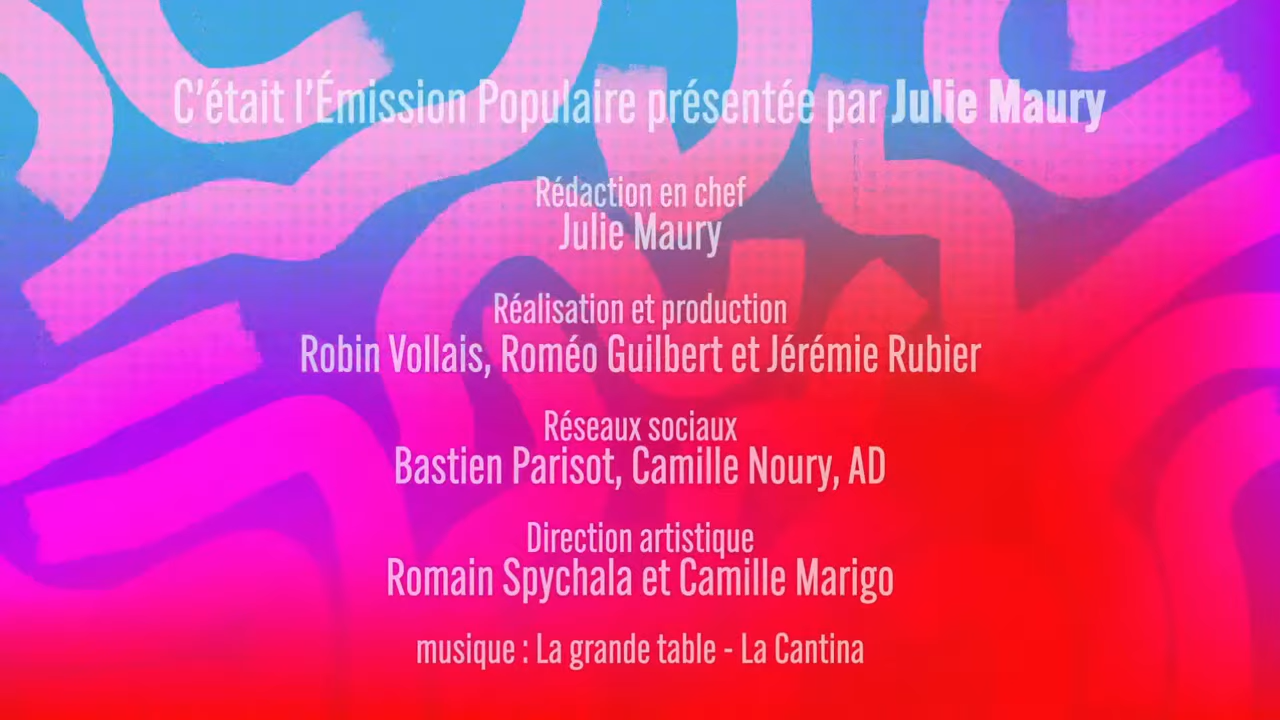 C'était l'Émission Populaire présentée par Julie Maury
Rédaction en chef
Julie Maury
Réalisation et production
Robin Vollais, Roméo Guilbert et Jérémie Rubier
Réseaux sociaux
Bastien Parisot, Camille Noury, AD
Direction artistique
Romain Spychala et Camille Marigo
musique : La grande table - La Cantina